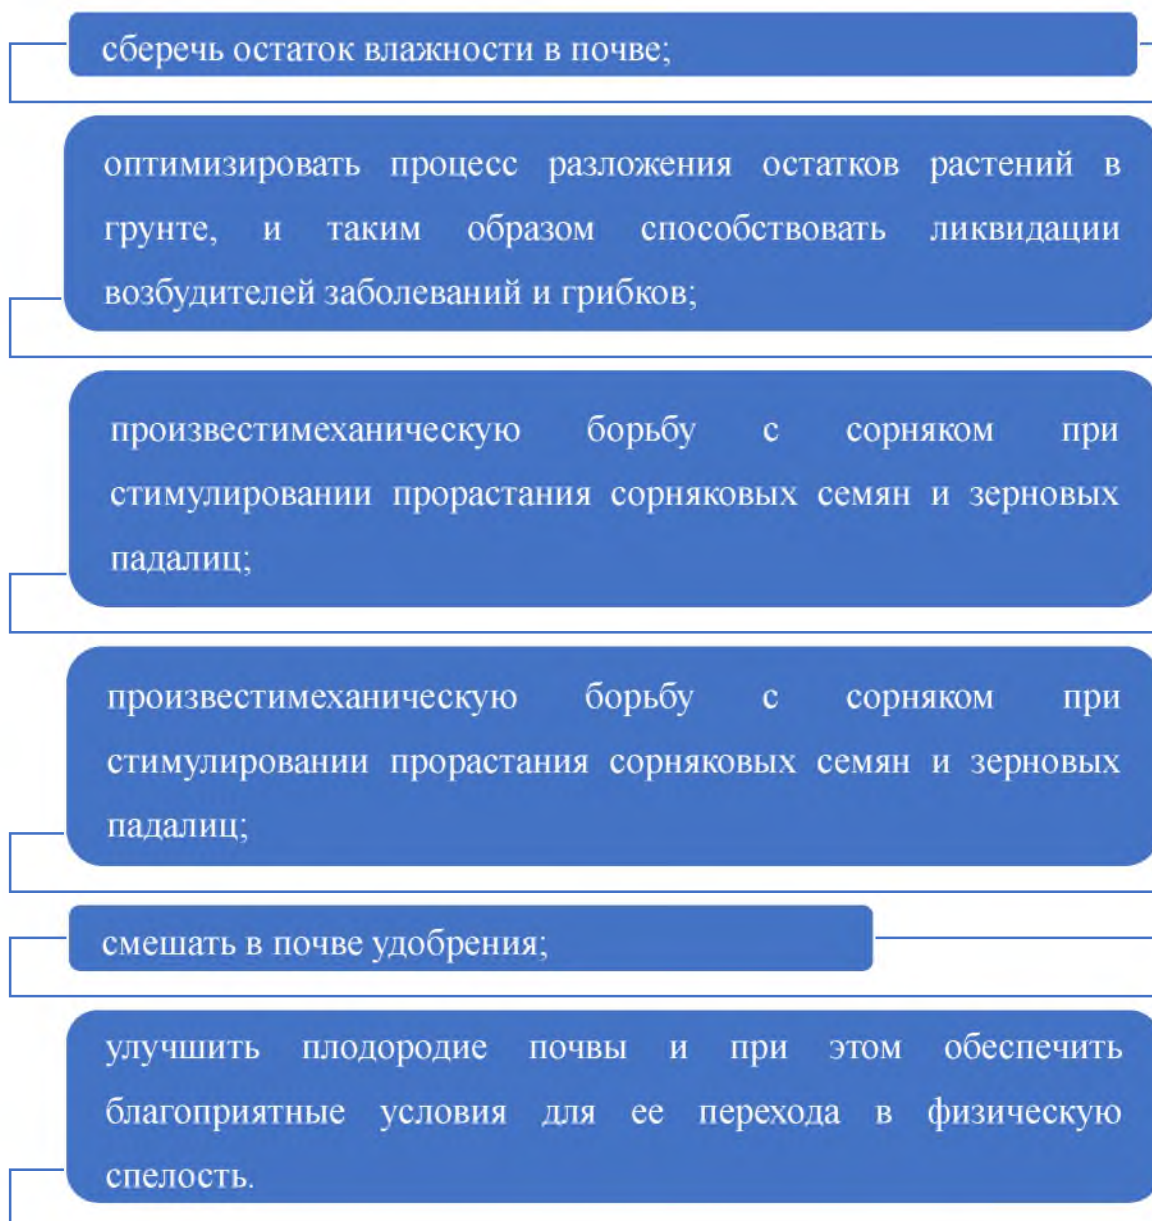 сберечь остаток влажности в почве;
оптимизировать процесс разложения остатков растений в
грунте, и таким образом способствовать ликвидации
возбудителей заболеваний и грибков;
произвестимеханическую борьбу с сорняком при
стимулировании прорастания сорняковых семян и зерновых
падалиц;
произвестимеханическую борьбу с сорняком при
стимулировании прорастания сорняковых семян и зерновых
падалиц;
смешать в почве удобрения;
улучшить плодородие почвы и при этом обеспечить
благоприятные условия для ее перехода в физическую
спелость.